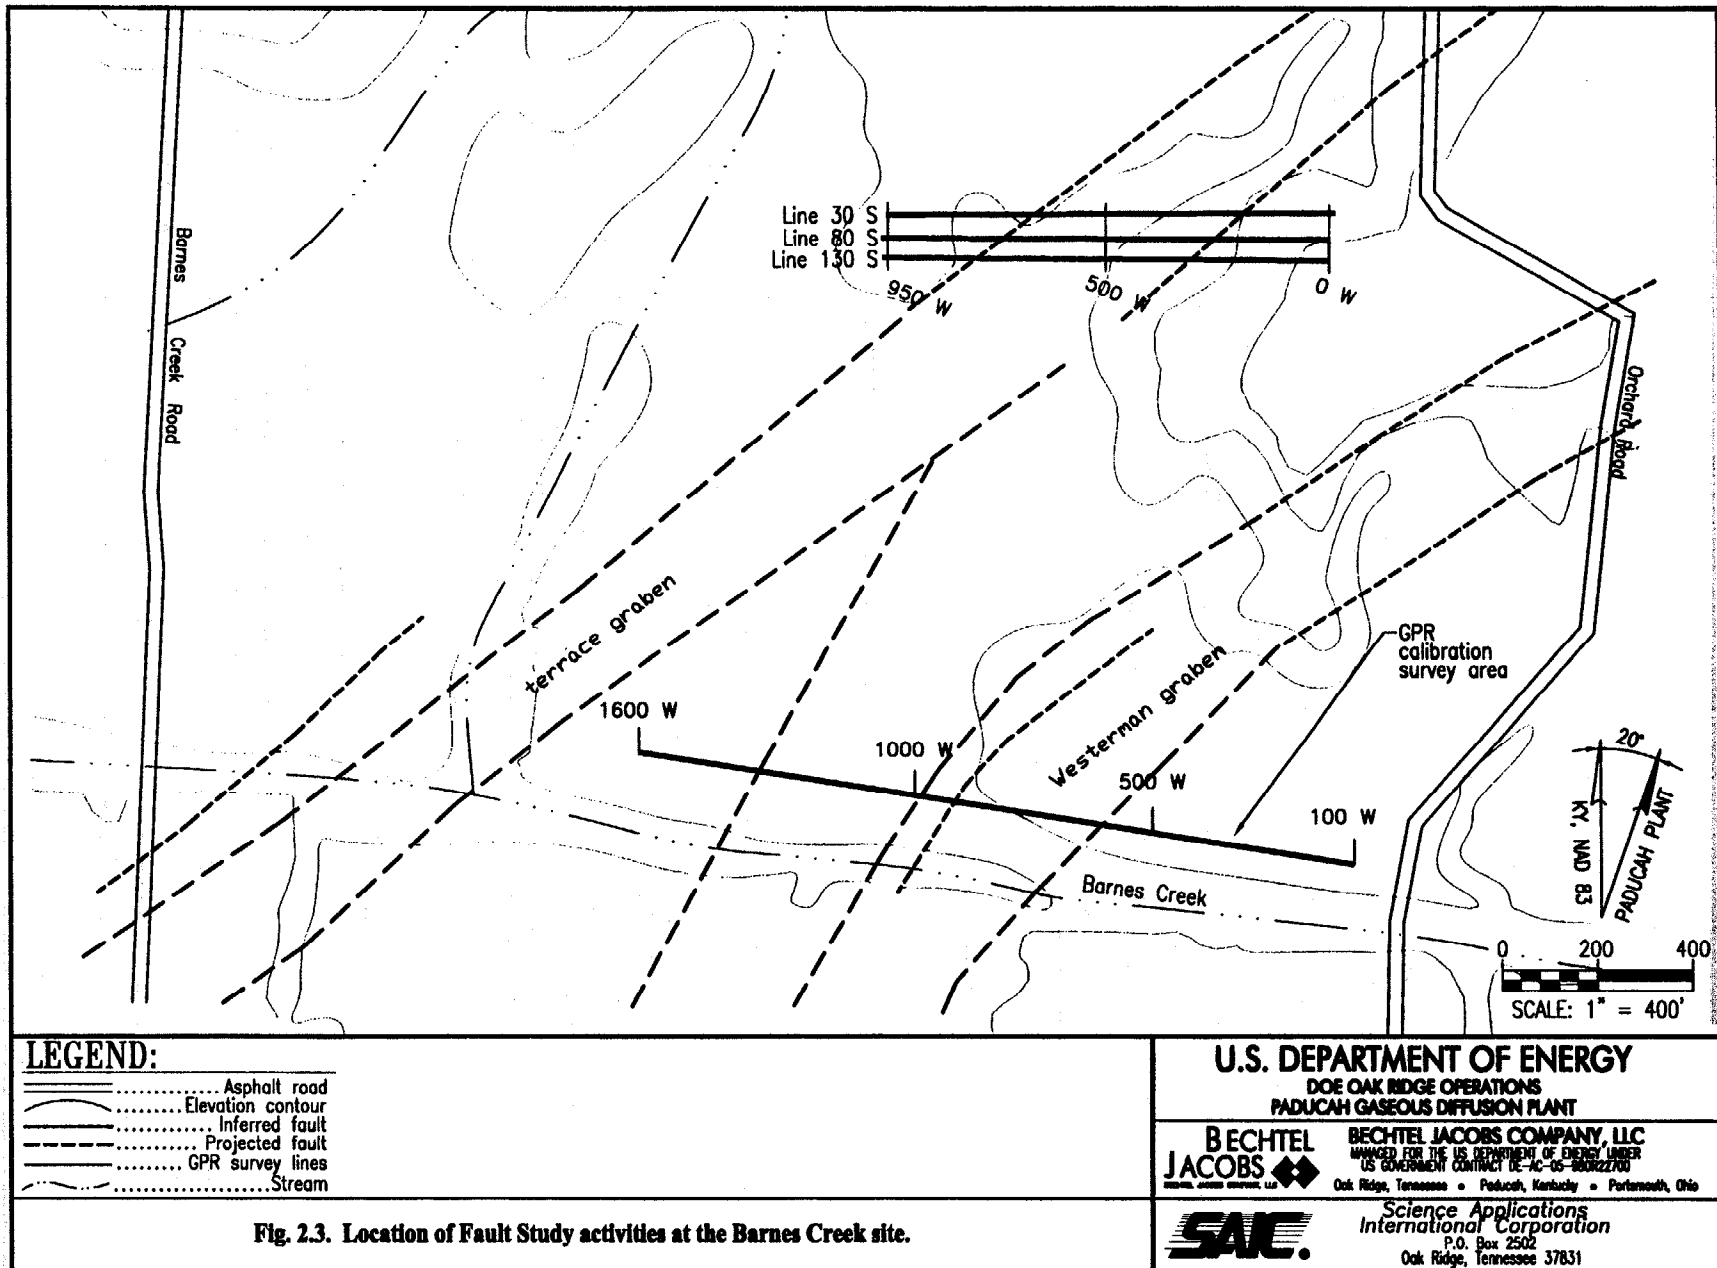 Line 30 S
Line 80 S
Line 130 S
950 W
500 W
0 W
Barnes Creek Road
Orchard Road
terrace graben
Westerman graben
GPR
calibration
survey area
1600 W
1000 W
500 W
100 W
Barnes Creek
20°
KY, NAD 83
PADUCAH PLANT
0 200 400
SCALE: 1" = 400'
LEGEND:
Asphalt road
Elevation contour
Inferred fault
Projected fault
GPR survey lines
Stream
Fig. 2.3. Location of Fault Study activities at the Barnes Creek site.
U.S. DEPARTMENT OF ENERGY
DOE OAK RIDGE OPERATIONS
PADUCAH GASEOUS DIFFUSION PLANT
BECHTEL
JACOBS
BECHTEL JACOBS COMPANY, LLC
MANAGED FOR THE US DEPARTMENT OF ENERGY UNDER
US GOVERNMENT CONTRACT DE-AC-05-98OR22700
Oak Ridge, Tennessee • Paducah, Kentucky • Portsmouth, Ohio
SAIC.
Science Applications
International Corporation
P.O. Box 2502
Oak Ridge, Tennessee 37831